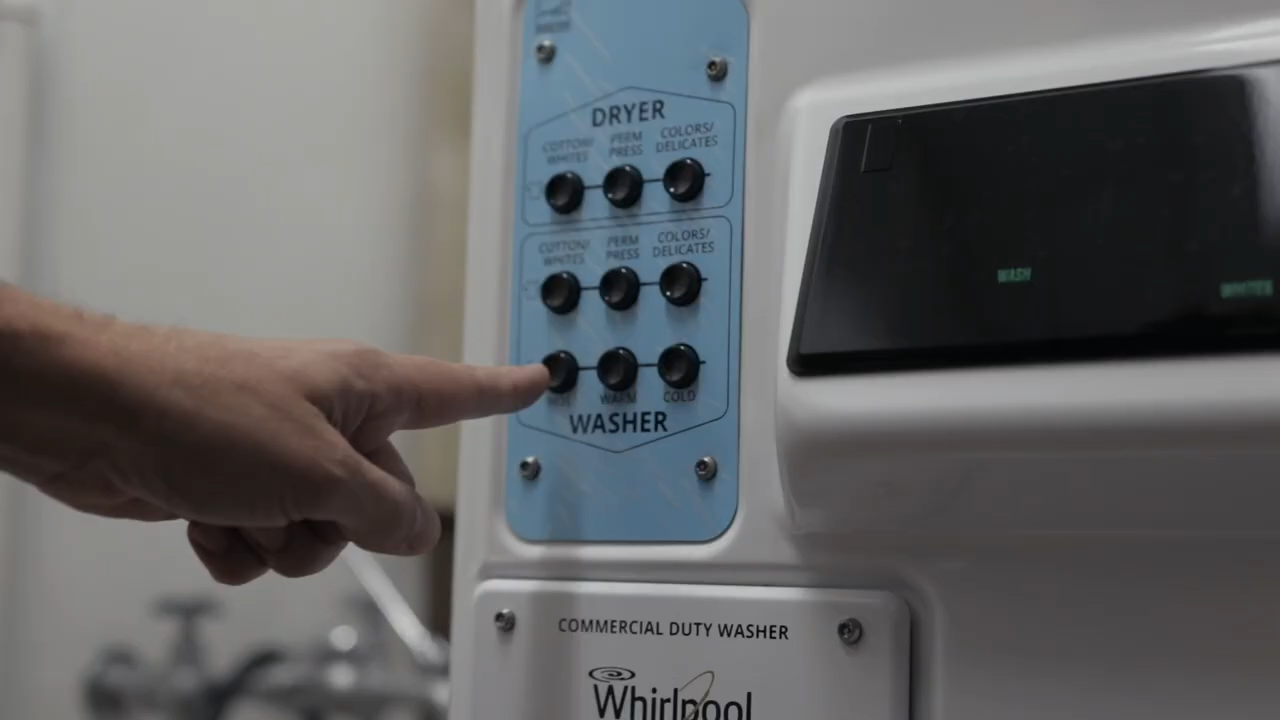 DRYER
COTTON/
WHITES
PERM
PRESS
COLORS/
DELICATES
COTTON/
WHITES
PERM
PRESS
COLORS/
DELICATES
WARM
COLD
WASHER
WASH
WHITES
COMMERCIAL DUTY WASHER
Whirlpool